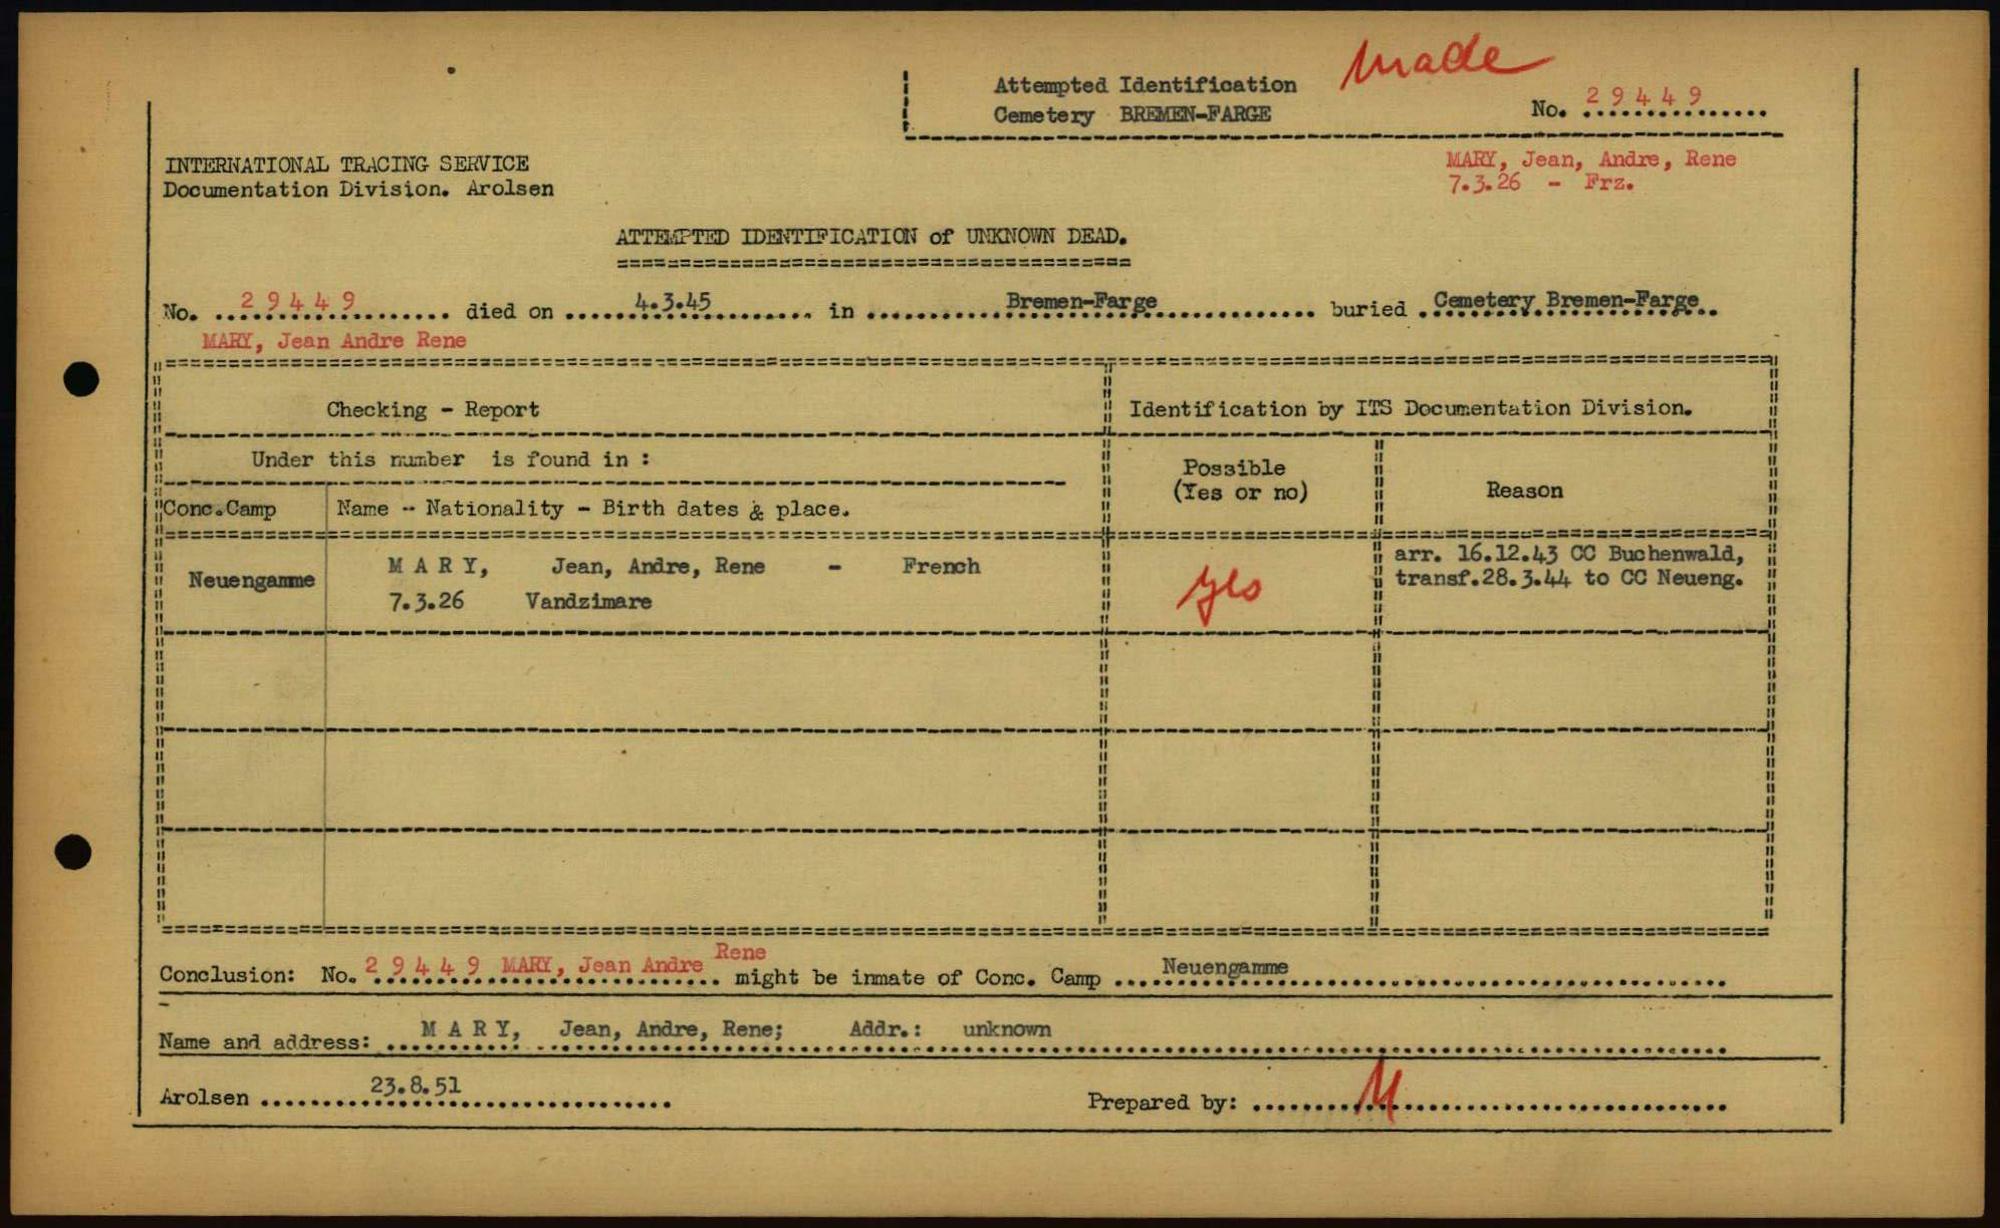 made
Attempted Identification
Cemetery BREMEN-FARGE
No. 29449
INTERNATIONAL TRACING SERVICE
Documentation Division. Arolsen
MARY, Jean, Andre, Rene
7.3.26 - Frz.
ATTEMPTED IDENTIFICATION of UNKNOWN DEAD.
No. 29449 died on 4.3.45 in Bremen-Farge buried Cemetery Bremen-Farge
MARY, Jean Andre Rene
Checking - Report
Identification by ITS Documentation Division.
Under this number is found in :
Possible
(Yes or no)
Reason
Conc.Camp
Name - Nationality - Birth dates & place.
Neuengamme
M A R Y, Jean, Andre, Rene - French
7.3.26 Vandzimare
yes
arr. 16.12.43 CC Buchenwald,
transf.28.3.44 to CC Neueng.
Conclusion: No. 29449 MARY, Jean Andre Rene might be inmate of Conc. Camp Neuengamme
Name and address: M A R Y, Jean, Andre, Rene; Addr.: unknown
Arolsen 23.8.51
Prepared by: M